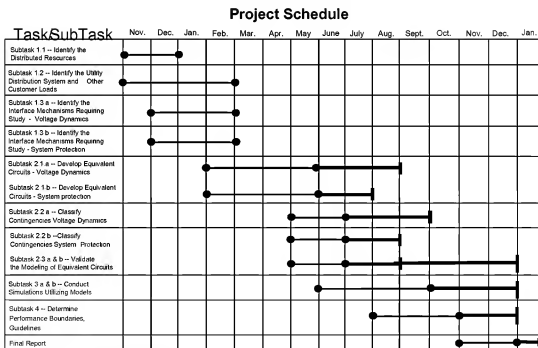 Project Schedule
Task/SubTask Nov. Dec. Jan. Feb. Mar. Apr. May June July Aug. Sept. Oct. Nov. Dec. Jan.
Subtask 1.1 -- Identify the
Distributed Resources
Subtask 1.2 -- Identify the Utility
Distribution System and Other
Customer Loads
Subtask 1.3 a -- Identify the
Interface Mechanisms Requiring
Study - Voltage Dynamics
Subtask 1.3 b -- Identify the
Interface Mechanisms Requiring
Study - System Protection
Subtask 2.1.a -- Develop Equivalent
Circuits - Voltage Dynamics
Subtask 2.1.b -- Develop Equivalent
Circuits - System protection
Subtask 2.2 a -- Classify
Contingencies Voltage Dynamics
Subtask 2.2 b --Classify
Contingencies System Protection
Subtask 2-3 a & b -- Validate
the Modeling of Equivalent Circuits
Subtask 3 a & b -- Conduct
Simulations Utilizing Models
Subtask 4 -- Determine
Performance Boundaries,
Guidelines
Final Report